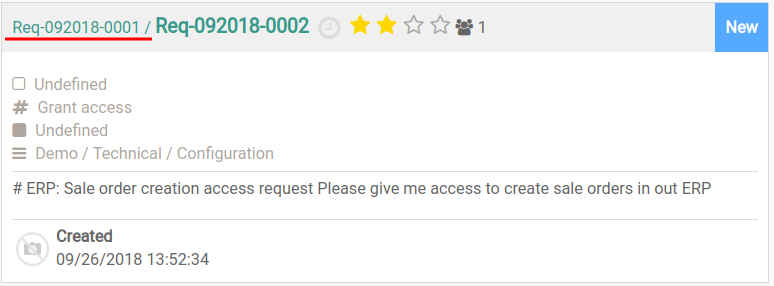 Req-092018-0001 / Req-092018-0002 1 New
Undefined
# Grant access
Undefined
Demo / Technical / Configuration
# ERP: Sale order creation access request Please give me access to create sale orders in out ERP
Created
09/26/2018 13:52:34